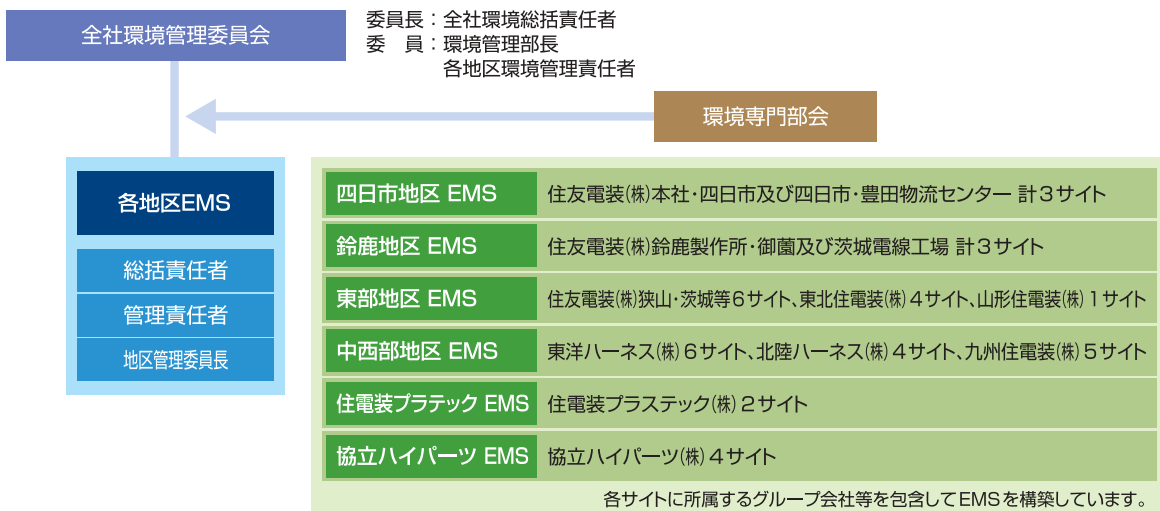 全社環境管理委員会
委員長：全社環境総括責任者
委　員：環境管理部長
各地区環境管理責任者
環境専門部会
各地区EMS
総括責任者
管理責任者
地区管理委員長
四日市地区 EMS　住友電装㈱本社・四日市及び四日市・豊田物流センター 計３サイト
鈴鹿地区 EMS　住友電装㈱鈴鹿製作所・御薗及び茨城電線工場 計３サイト
東部地区 EMS　住友電装㈱狭山・茨城等６サイト、東北住電装㈱４サイト、山形住電装㈱１サイト
中西部地区 EMS　東洋ハーネス㈱６サイト、北陸ハーネス㈱４サイト、九州住電装㈱５サイト
住電装プラテック EMS　住電装プラステック㈱２サイト
協立ハイパーツ EMS　協立ハイパーツ㈱４サイト
各サイトに所属するグループ会社等を包含してEMSを構築しています。